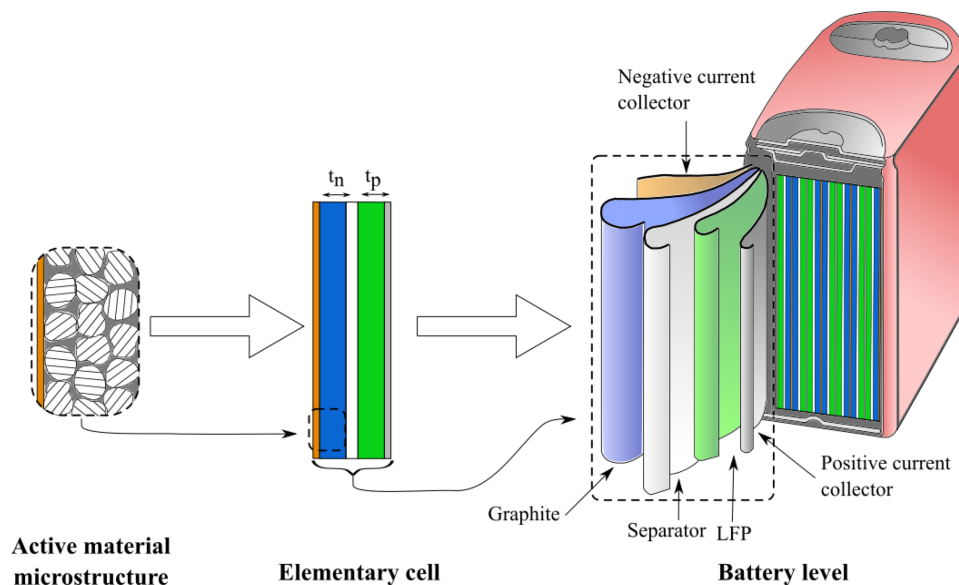 Negative current
collector
tn
tp
Graphite
Separator
LFP
Positive current
collector
Active material
microstructure
Elementary cell
Battery level